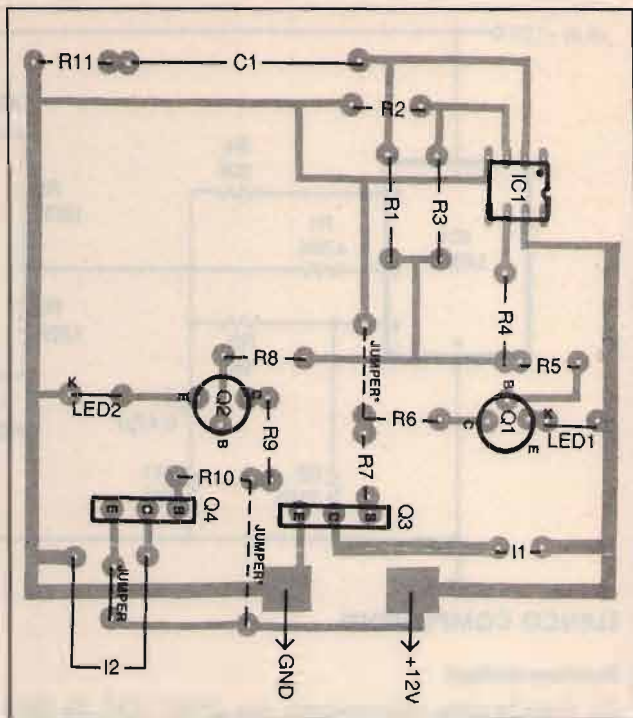 R11
C1
R2
IC1
R1
R3
R4
JUMPER*
R8
R5
K
LED2
E
Q2
C
B
R9
R6
B
C
Q1
E
K
LED1
R7
R10
Q4
E
C
B
JUMPER*
Q3
E
C
B
I1
JUMPER
I2
GND
+12V